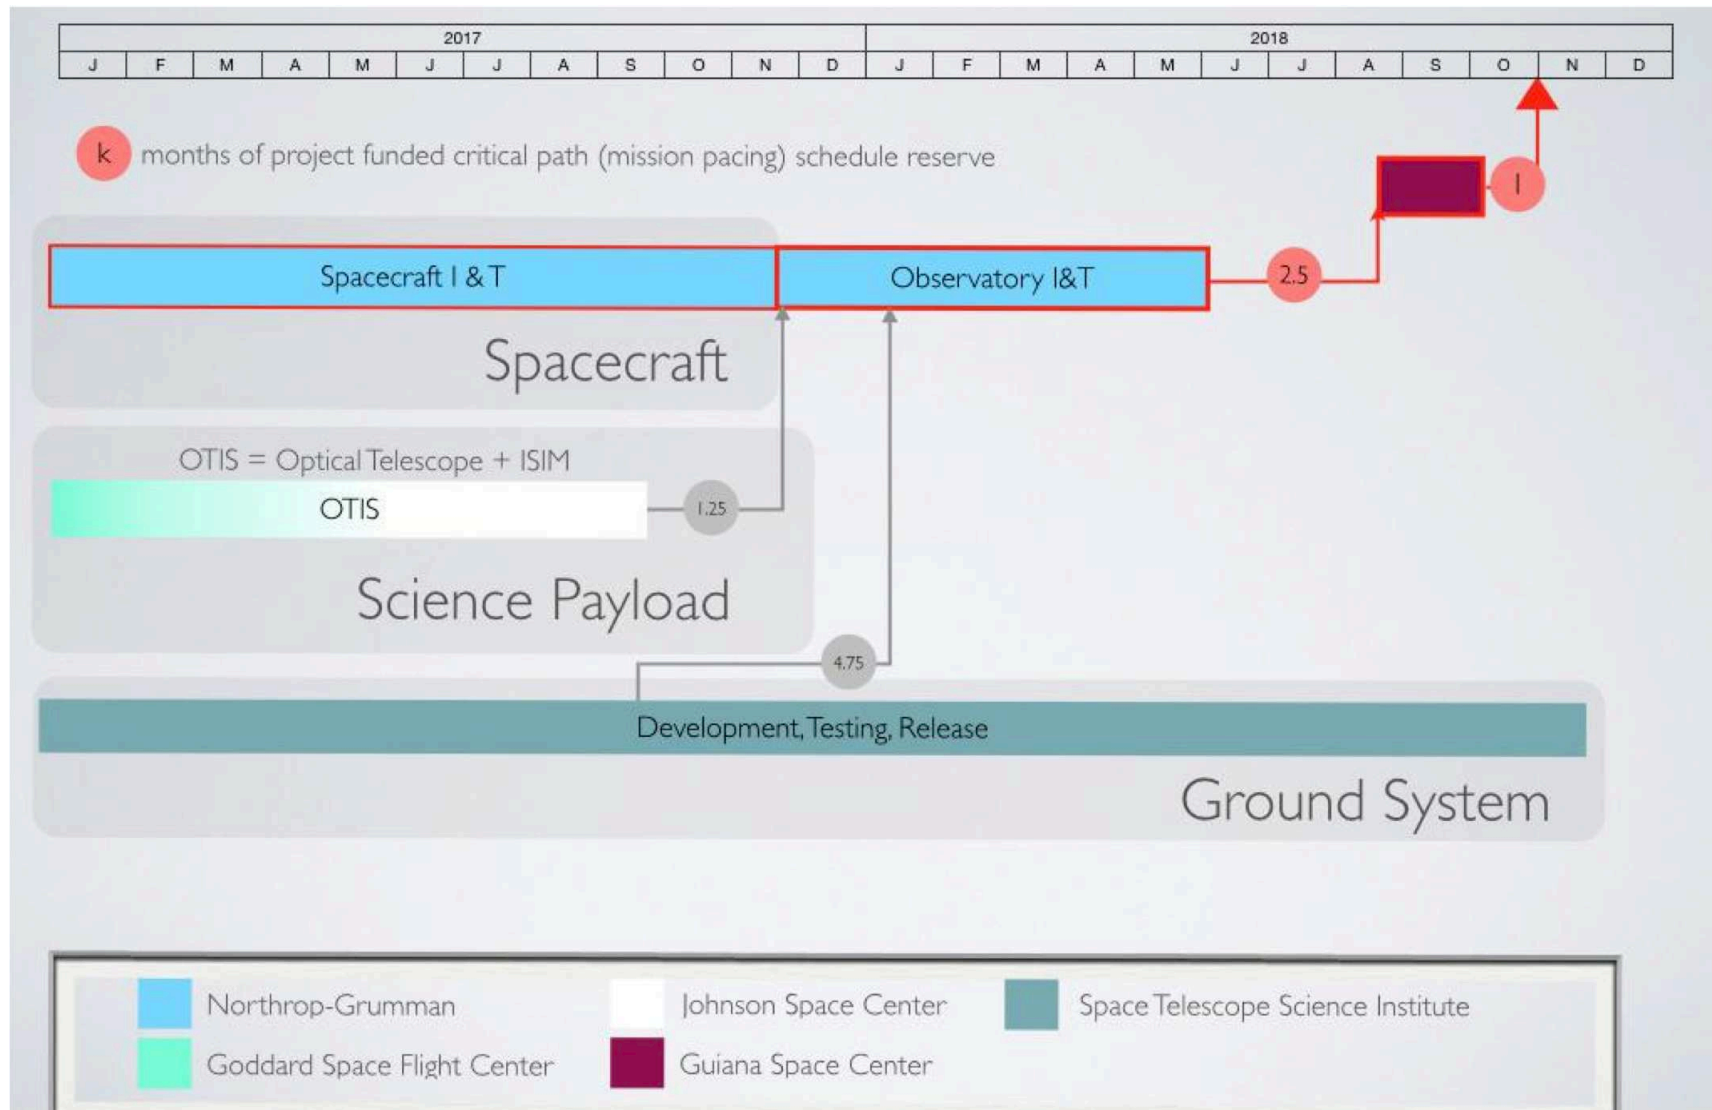 2017 2018
J F M A M J J A S O N D J F M A M J J A S O N D
k months of project funded critical path (mission pacing) schedule reserve
1
Spacecraft I & T Observatory I&T 2.5
Spacecraft
OTIS = Optical Telescope + ISIM
OTIS 1.25
Science Payload
4.75
Development, Testing, Release
Ground System
Northrop-Grumman Johnson Space Center Space Telescope Science Institute
Goddard Space Flight Center Guiana Space Center